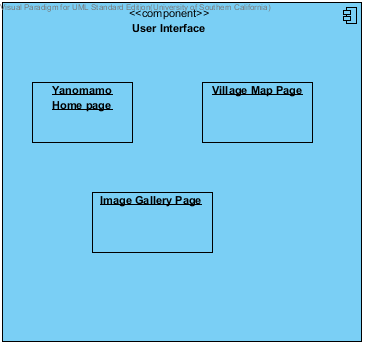 Visual Paradigm for UML Standard Edition(University of Southern California)
<<component>>
User Interface
Yanomamo
Home page
Village Map Page
Image Gallery Page